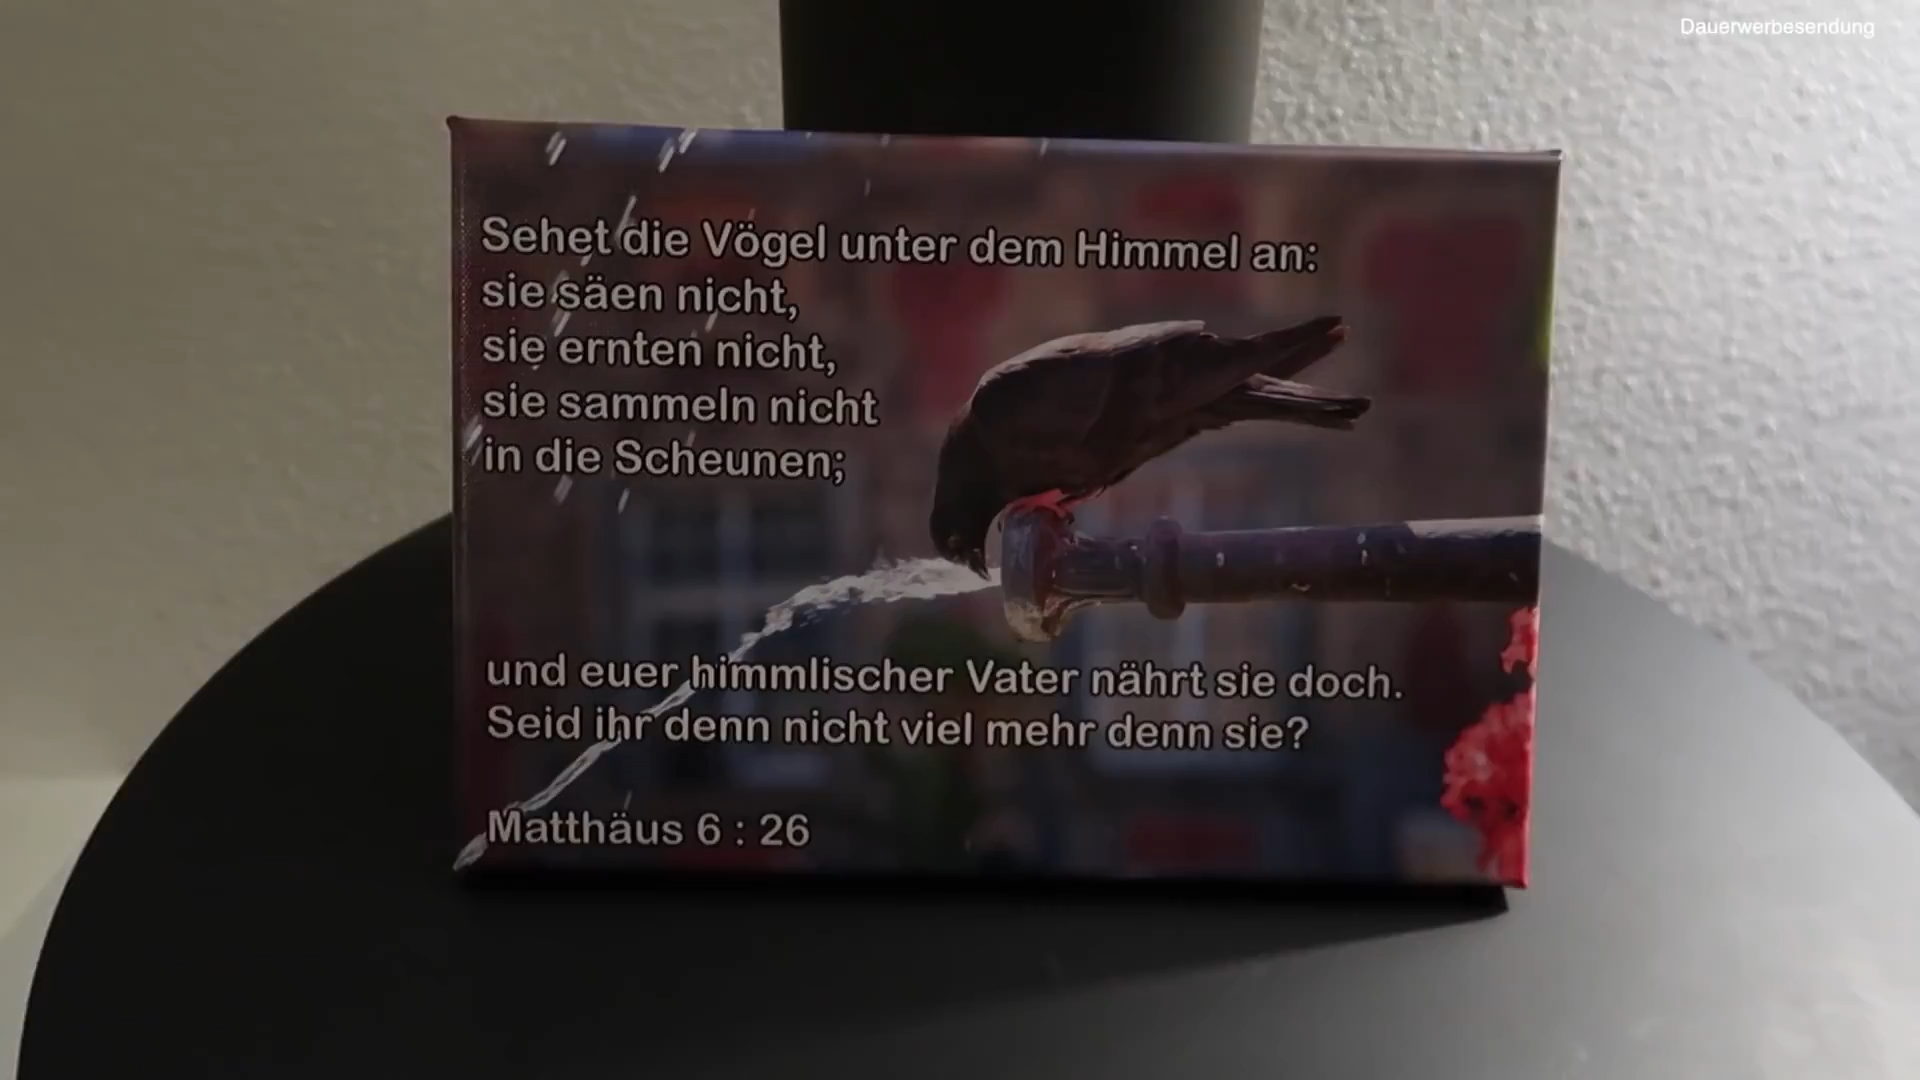 Dauerwerbesendung
Sehet die Vögel unter dem Himmel an:
sie säen nicht,
sie ernten nicht,
sie sammeln nicht
in die Scheunen;
und euer himmlischer Vater nährt sie doch.
Seid ihr denn nicht viel mehr denn sie?
Matthäus 6 : 26